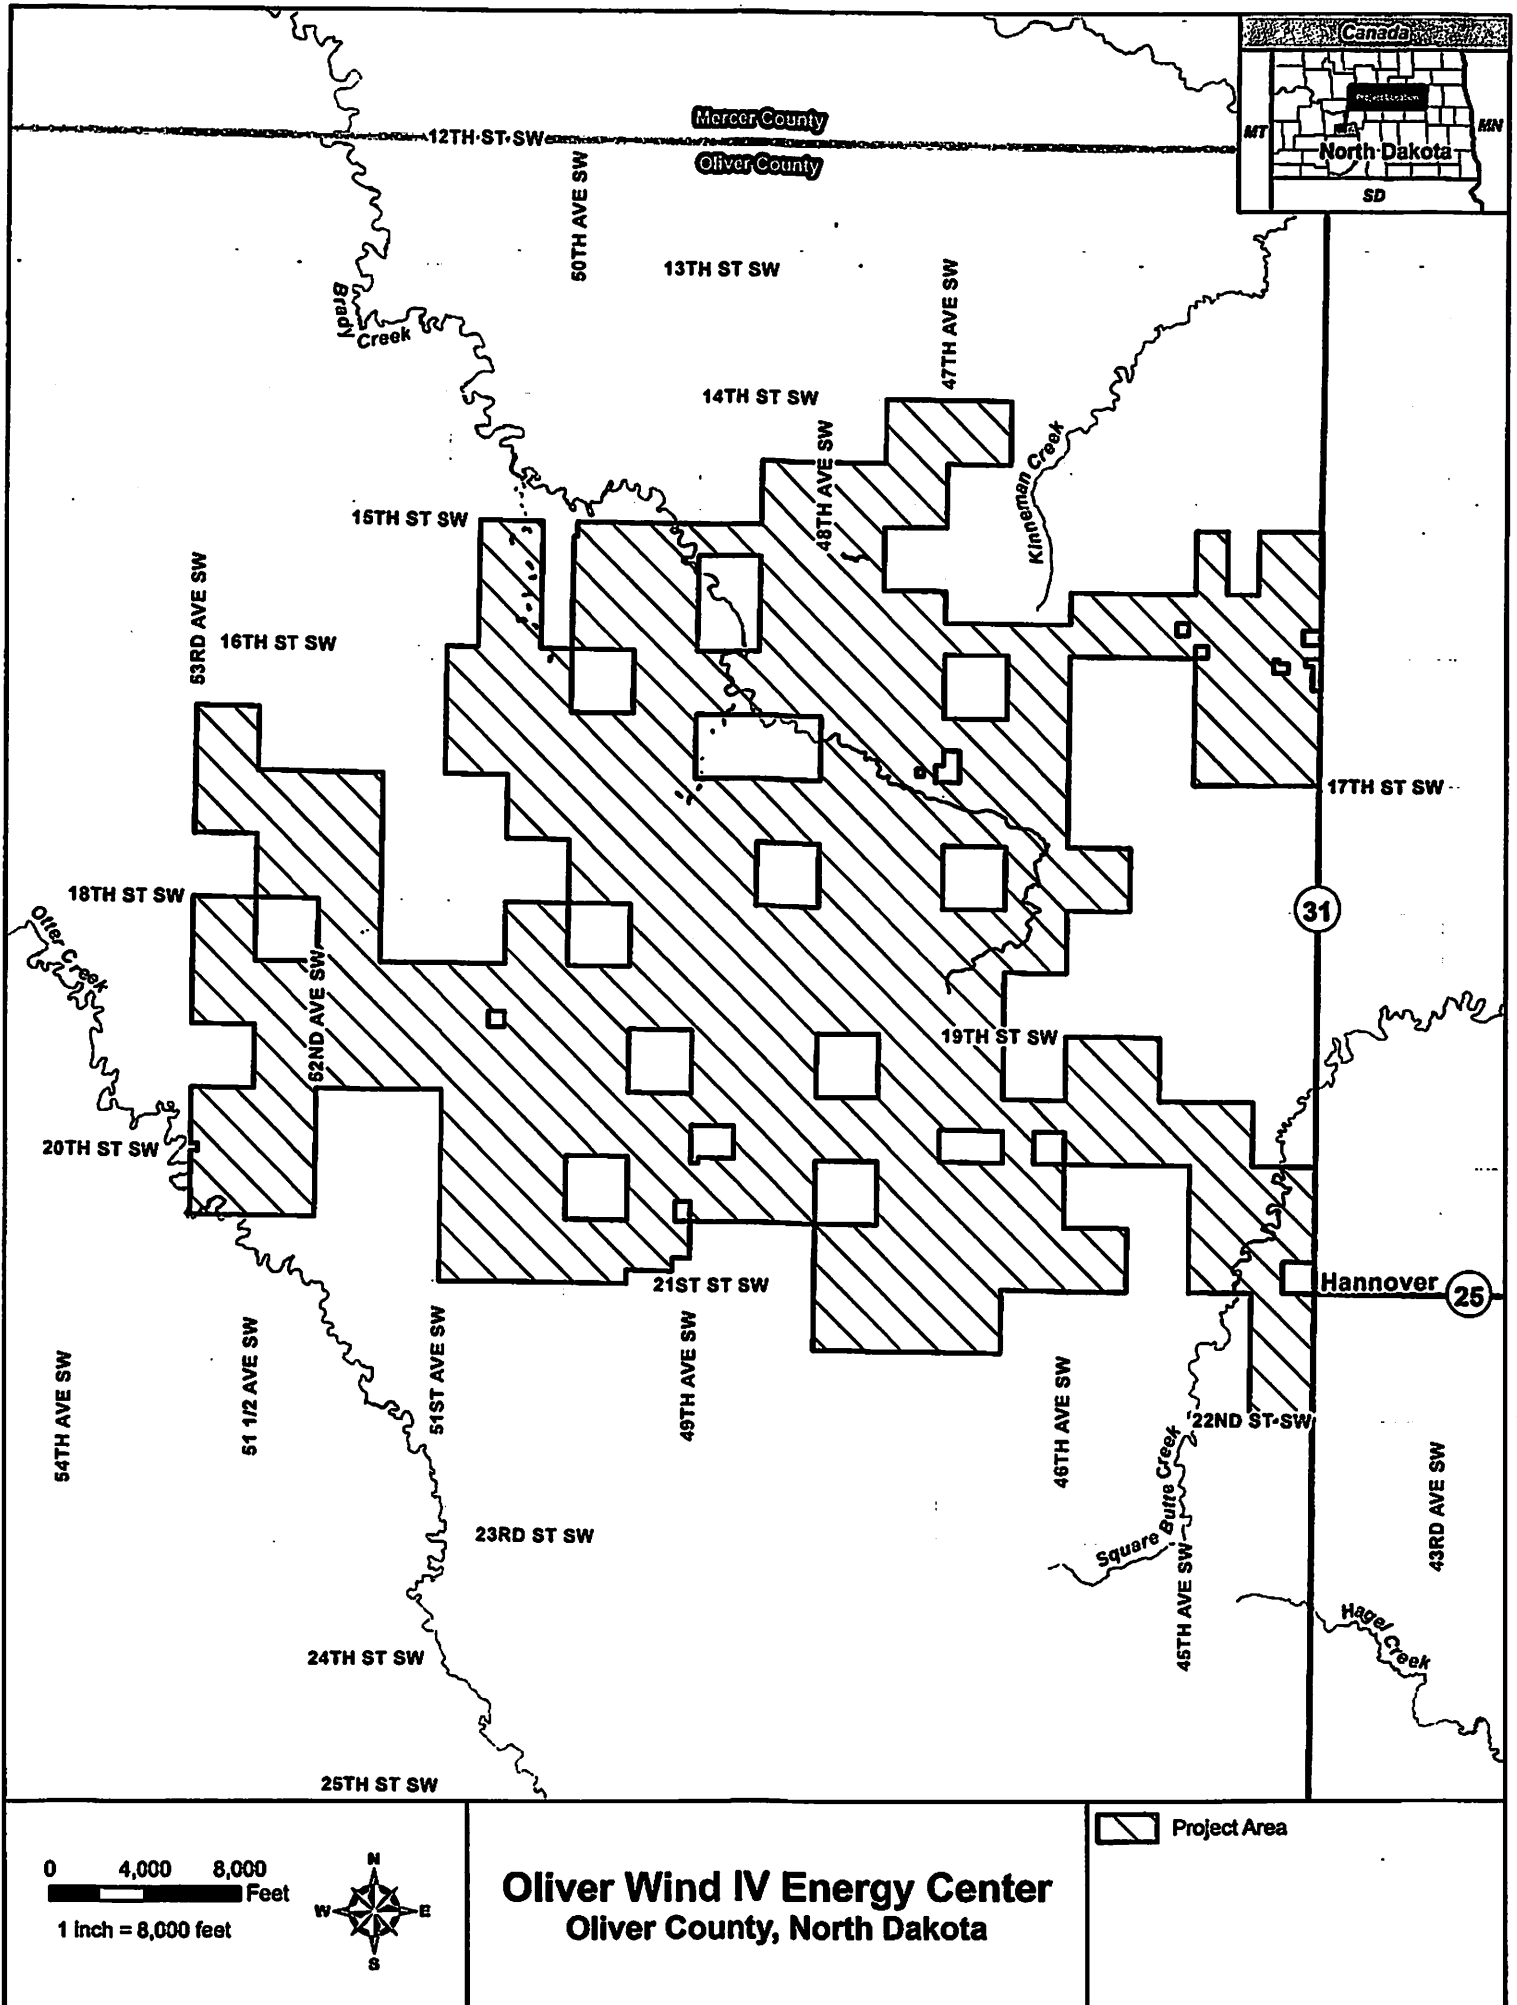 Canada
MT
MN
North Dakota
SD
Mercer County
12TH ST SW
Oliver County
50TH AVE SW
13TH ST SW
47TH AVE SW
Brady
Creek
14TH ST SW
48TH AVE SW
Kinneman Creek
15TH ST SW
53RD AVE SW
16TH ST SW
17TH ST SW
18TH ST SW
31
Otter Creek
52ND AVE SW
19TH ST SW
20TH ST SW
21ST ST SW
Hannover
25
54TH AVE SW
51 1/2 AVE SW
51ST AVE SW
49TH AVE SW
46TH AVE SW
22ND ST SW
Square Butte Creek
45TH AVE SW
43RD AVE SW
23RD ST SW
Hagel Creek
24TH ST SW
25TH ST SW
0 4,000 8,000
Feet
1 inch = 8,000 feet
N
W E
S
Oliver Wind IV Energy Center
Oliver County, North Dakota
Project Area